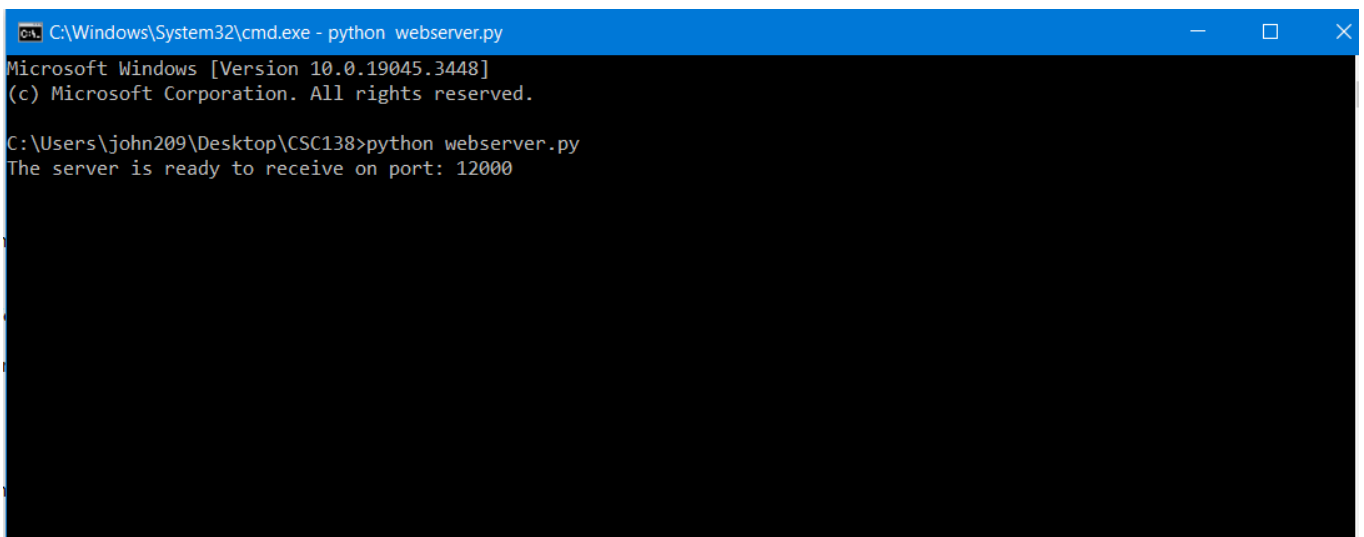 C:\Windows\System32\cmd.exe - python  webserver.py
Microsoft Windows [Version 10.0.19045.3448]
(c) Microsoft Corporation. All rights reserved.
C:\Users\john209\Desktop\CSC138>python webserver.py
The server is ready to receive on port: 12000